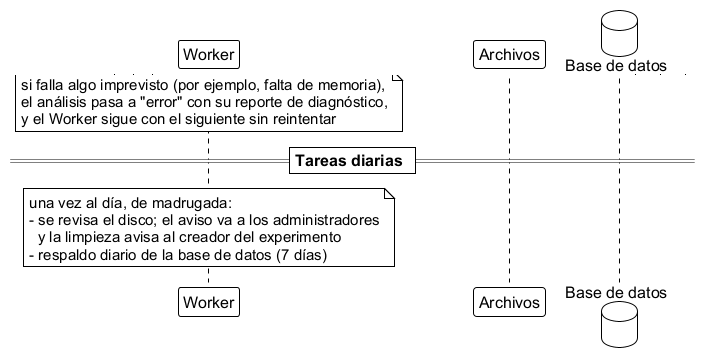 Worker
Archivos
Base de datos
si falla algo imprevisto (por ejemplo, falta de memoria),
el análisis pasa a "error" con su reporte de diagnóstico,
y el Worker sigue con el siguiente sin reintentar
Tareas diarias
una vez al día, de madrugada:
- se revisa el disco; el aviso va a los administradores
y la limpieza avisa al creador del experimento
- respaldo diario de la base de datos (7 días)
Worker
Archivos
Base de datos